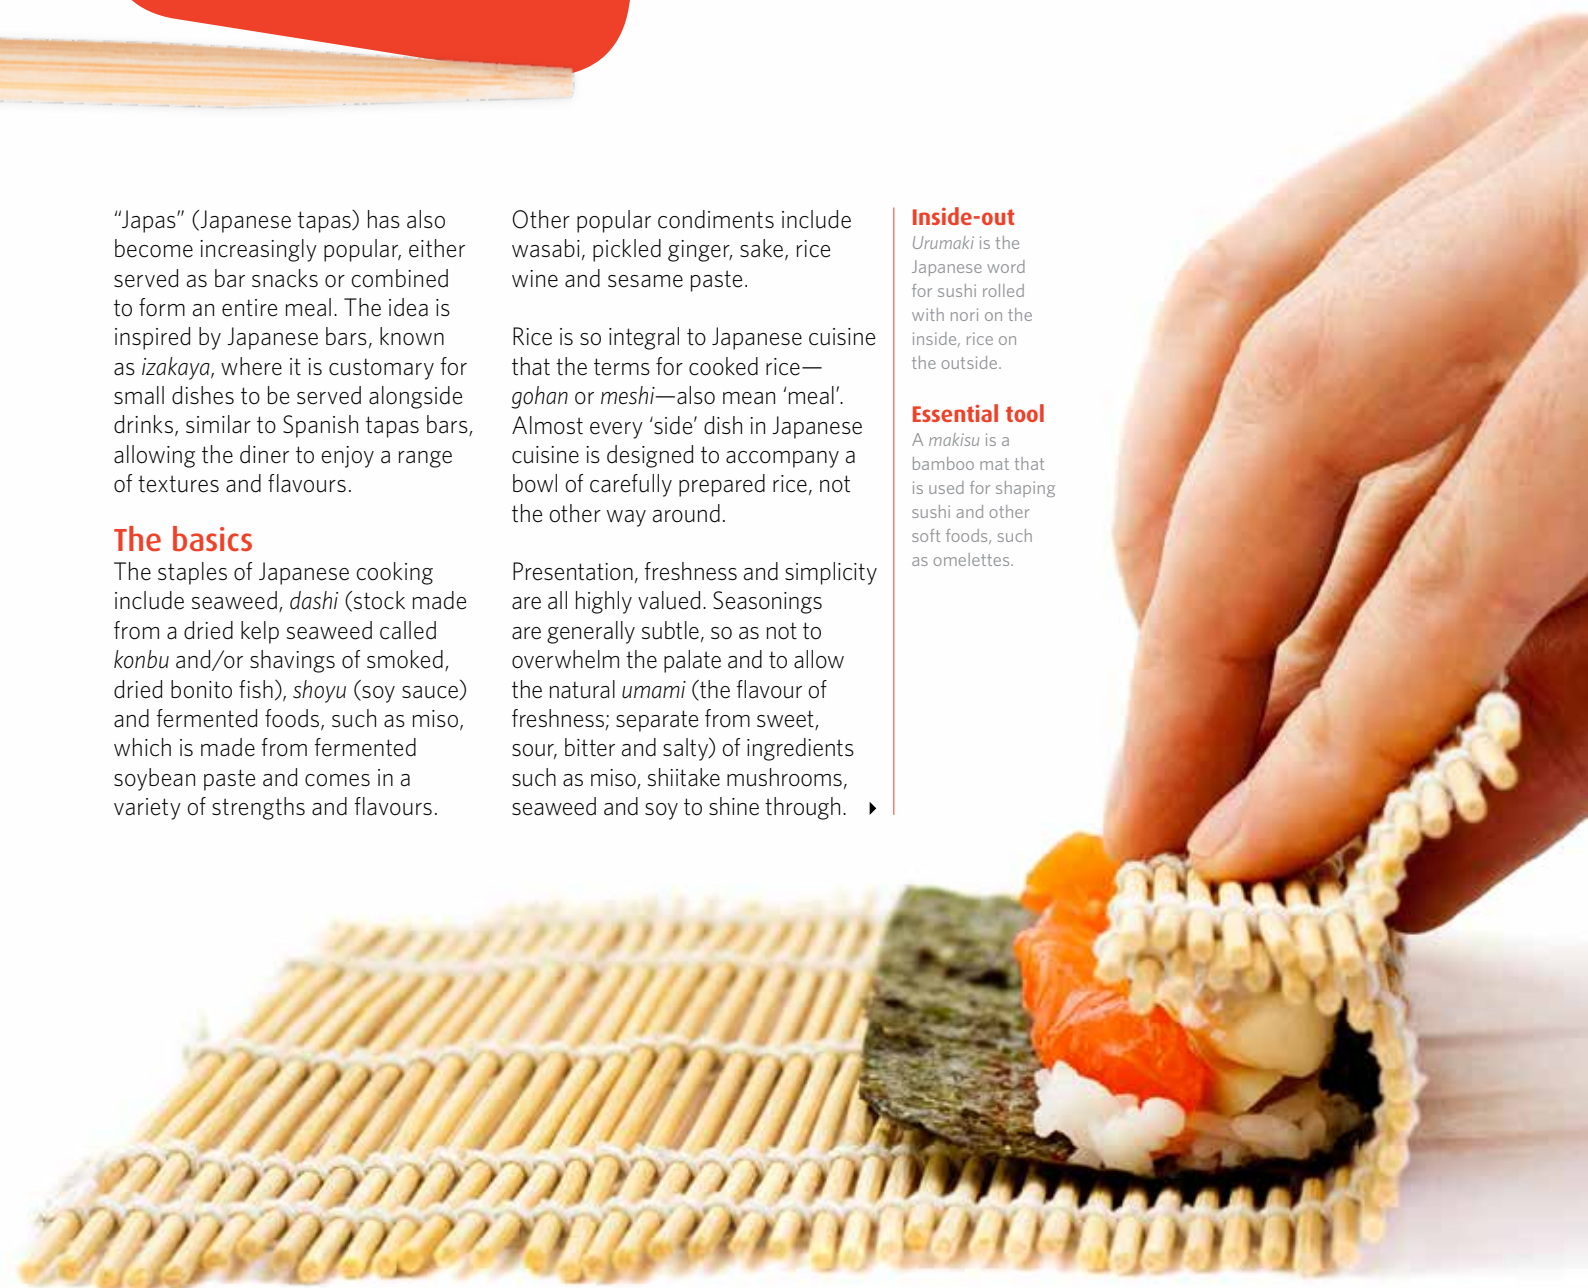 “Japas” (Japanese tapas) has also
become increasingly popular, either
served as bar snacks or combined
to form an entire meal. The idea is
inspired by Japanese bars, known
as izakaya, where it is customary for
small dishes to be served alongside
drinks, similar to Spanish tapas bars,
allowing the diner to enjoy a range
of textures and flavours.
The basics
The staples of Japanese cooking
include seaweed, dashi (stock made
from a dried kelp seaweed called
konbu and/or shavings of smoked,
dried bonito fish), shoyu (soy sauce)
and fermented foods, such as miso,
which is made from fermented
soybean paste and comes in a
variety of strengths and flavours.
Other popular condiments include
wasabi, pickled ginger, sake, rice
wine and sesame paste.
Rice is so integral to Japanese cuisine
that the terms for cooked rice—
gohan or meshi—also mean ‘meal’.
Almost every ‘side’ dish in Japanese
cuisine is designed to accompany a
bowl of carefully prepared rice, not
the other way around.
Presentation, freshness and simplicity
are all highly valued. Seasonings
are generally subtle, so as not to
overwhelm the palate and to allow
the natural umami (the flavour of
freshness; separate from sweet,
sour, bitter and salty) of ingredients
such as miso, shiitake mushrooms,
seaweed and soy to shine through.
Inside-out
Urumaki is the
Japanese word
for sushi rolled
with nori on the
inside, rice on
the outside.
Essential tool
A makisu is a
bamboo mat that
is used for shaping
sushi and other
soft foods, such
as omelettes.